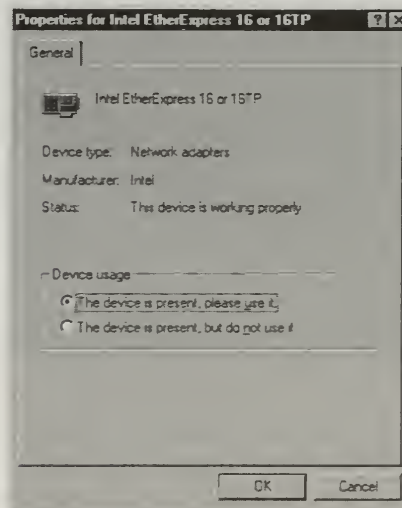 Properties for Intel EtherExpress 16 or 16TP
General
Intel EtherExpress 16 or 16TP
Device type: Network adapters
Manufacturer: Intel
Status: This device is working properly
Device usage
The device is present, please use it.
The device is present, but do not use it
OK Cancel